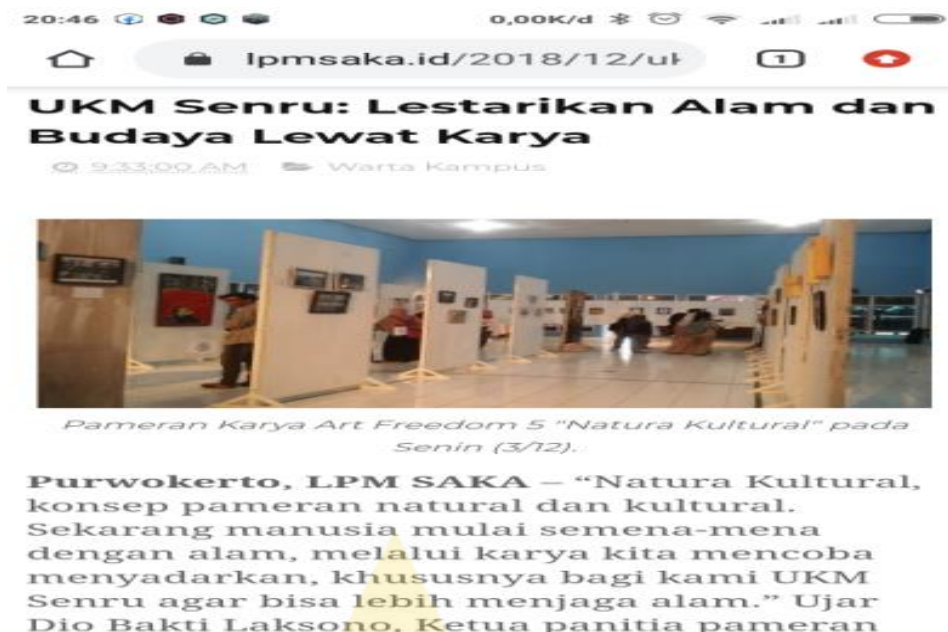 20:46 0,00K/d
lpmsaka.id/2018/12/uk 1
UKM Senru: Lestarikan Alam dan
Budaya Lewat Karya
9:33:00 AM Warta Kampus
Pameran Karya Art Freedom 5 "Natura Kultural" pada
Senin (3/12).
Purwokerto, LPM SAKA – “Natura Kultural,
konsep pameran natural dan kultural.
Sekarang manusia mulai semena-mena
dengan alam, melalui karya kita mencoba
menyadarkan, khususnya bagi kami UKM
Senru agar bisa lebih menjaga alam.” Ujar
Dio Bakti Laksono, Ketua panitia pameran